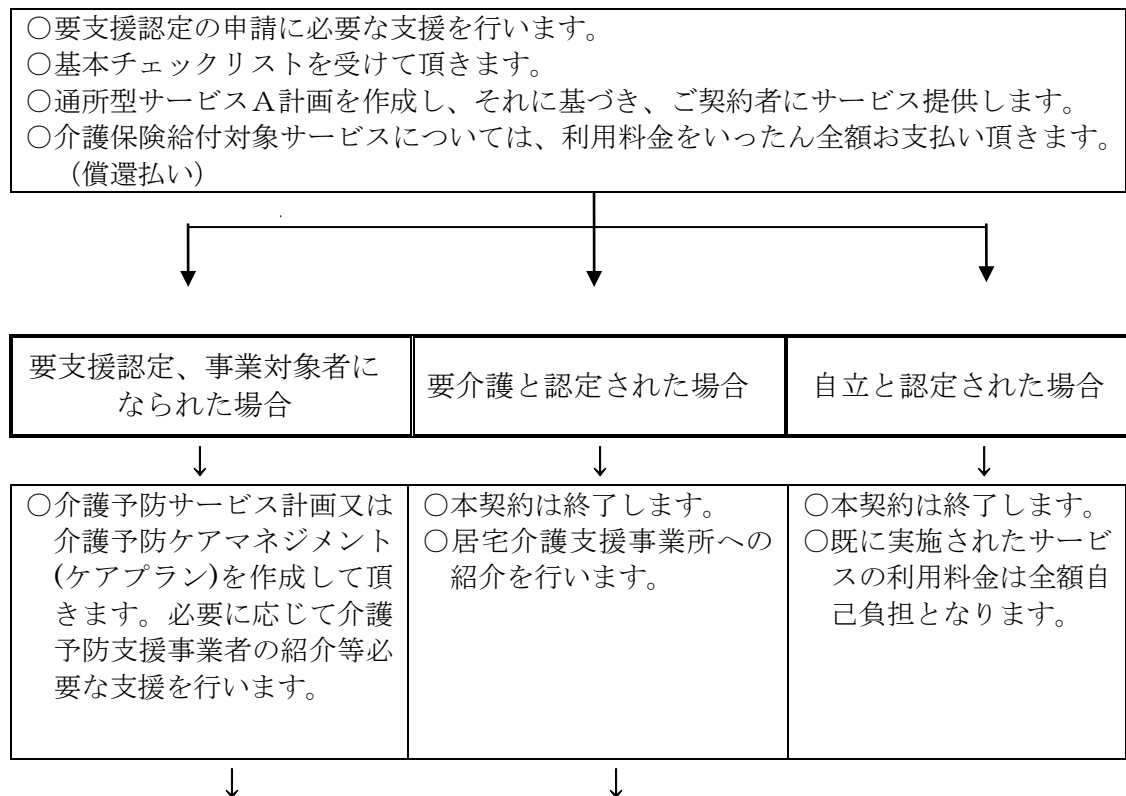 ○要支援認定の申請に必要な支援を行います。
○基本チェックリストを受けて頂きます。
○通所型サービスA計画を作成し、それに基づき、ご契約者にサービス提供します。
○介護保険給付対象サービスについては、利用料金をいったん全額お支払い頂きます。
(償還払い)
要支援認定、事業対象者に
なられた場合
要介護と認定された場合
自立と認定された場合
↓
↓
↓
○介護予防サービス計画又は
介護予防ケアマネジメント
(ケアプラン)を作成して頂
きます。必要に応じて介護
予防支援事業者の紹介等必
要な支援を行います。
○本契約は終了します。
○居宅介護支援事業所への
紹介を行います。
○本契約は終了します。
○既に実施されたサービ
スの利用料金は全額自
己負担となります。
↓
↓